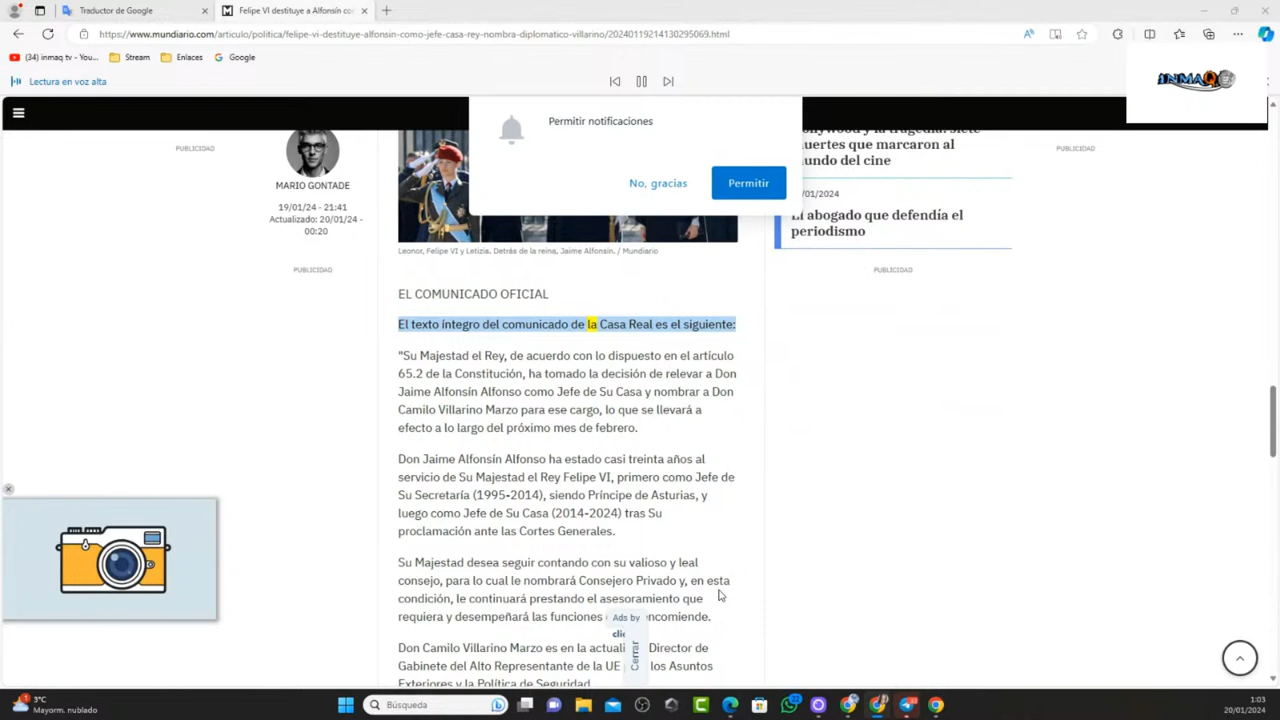 Traductor de Google
Felipe VI destituye a Alfonsín co
https://www.mundiario.com/articulo/politica/felipe-vi-destituye-alfonsin-como-jefe-casa-rey-nombra-diplomatico-villarino/20240119214130295069.html
(34) inmaq tv - You...
Stream
Enlaces
Google
Lectura en voz alta
INMAQ
Permitir notificaciones
No, gracias
Permitir
PUBLICIDAD
MARIO GONTADE
19/01/24 - 21:41
Actualizado: 20/01/24 -
00:20
PUBLICIDAD
Leonor, Felipe VI y Letizia. Detrás de la reina, Jaime Alfonsín. / Mundiario
EL COMUNICADO OFICIAL
El texto íntegro del comunicado de la Casa Real es el siguiente:
"Su Majestad el Rey, de acuerdo con lo dispuesto en el artículo
65.2 de la Constitución, ha tomado la decisión de relevar a Don
Jaime Alfonsín Alfonso como Jefe de Su Casa y nombrar a Don
Camilo Villarino Marzo para ese cargo, lo que se llevará a
efecto a lo largo del próximo mes de febrero.
Don Jaime Alfonsín Alfonso ha estado casi treinta años al
servicio de Su Majestad el Rey Felipe VI, primero como Jefe de
Su Secretaría (1995-2014), siendo Príncipe de Asturias, y
luego como Jefe de Su Casa (2014-2024) tras Su
proclamación ante las Cortes Generales.
Su Majestad desea seguir contando con su valioso y leal
consejo, para lo cual le nombrará Consejero Privado y, en esta
condición, le continuará prestando el asesoramiento que
requiera y desempeñará las funciones encomiende.
Don Camilo Villarino Marzo es en la actuali Director de
Gabinete del Alto Representante de la UE los Asuntos
Exteriores y la Política de Seguridad
y la tragedia: siete
muertes que marcaron al
mundo del cine
/01/2024
El abogado que defendía el
periodismo
PUBLICIDAD
PUBLICIDAD
Ads by
clic
Cerrar
3°C
Mayorm. nublado
Búsqueda
1:03
20/01/2024